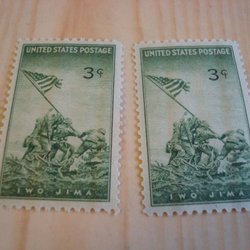 UNITED STATES POSTAGE
3¢
IWO JIMA
UNITED STATES POSTAGE
3¢
IWO JIMA